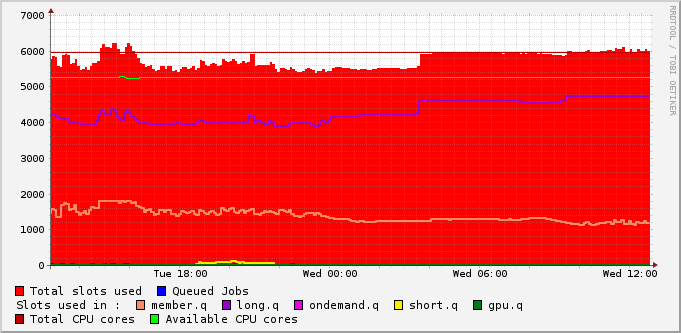 7000
6000
5000
4000
3000
2000
1000
0
Tue 18:00 Wed 00:00 Wed 06:00 Wed 12:00
Total slots used Queued Jobs
Slots used in : member.q long.q ondemand.q short.q gpu.q
Total CPU cores Available CPU cores
RRDTOOL / TOBI OETIKER